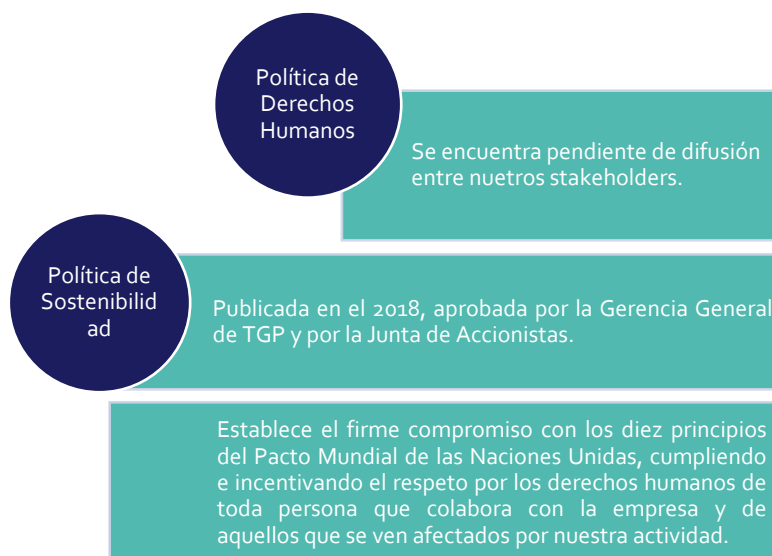 Política de
Derechos
Humanos
Se encuentra pendiente de difusión
entre nuetros stakeholders.
Política de
Sostenibilid
ad
Publicada en el 2018, aprobada por la Gerencia General
de TGP y por la Junta de Accionistas.
Establece el firme compromiso con los diez principios
del Pacto Mundial de las Naciones Unidas, cumpliendo
e incentivando el respeto por los derechos humanos de
toda persona que colabora con la empresa y de
aquellos que se ven afectados por nuestra actividad.